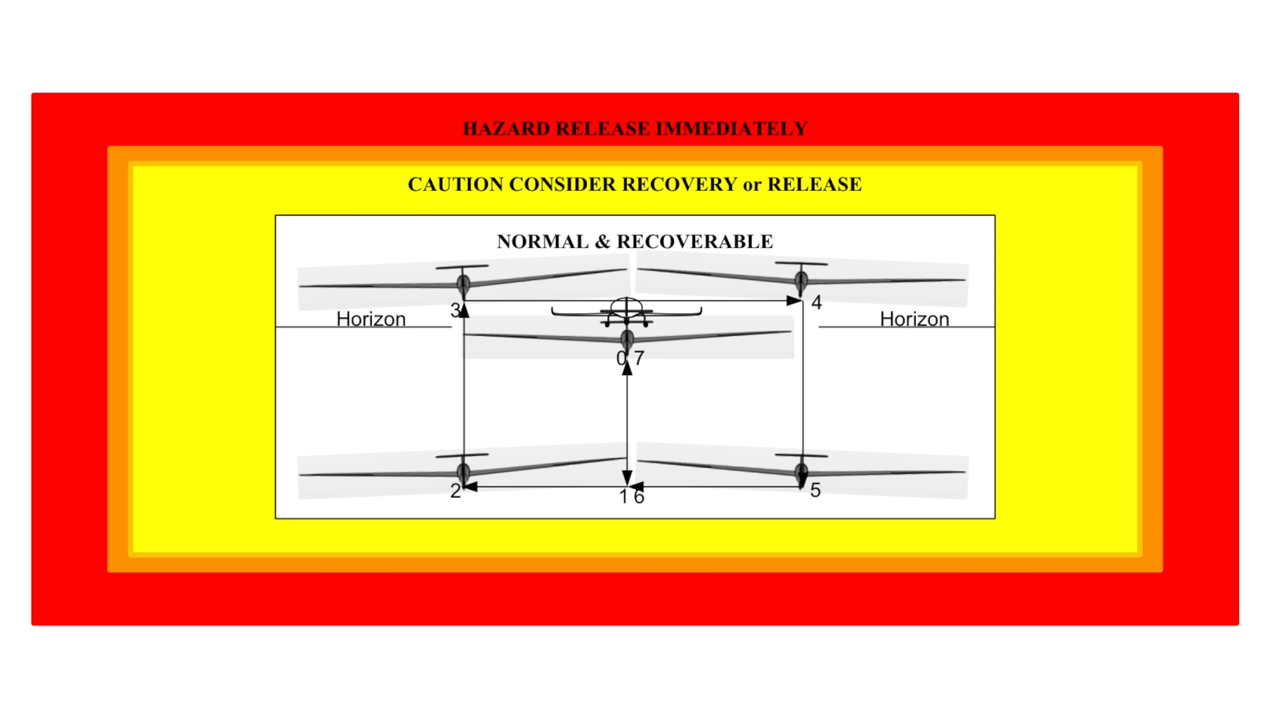 HAZARD RELEASE IMMEDIATELY
CAUTION CONSIDER RECOVERY or RELEASE
NORMAL & RECOVERABLE
3
4
Horizon
Horizon
0 7
2
1 6
5